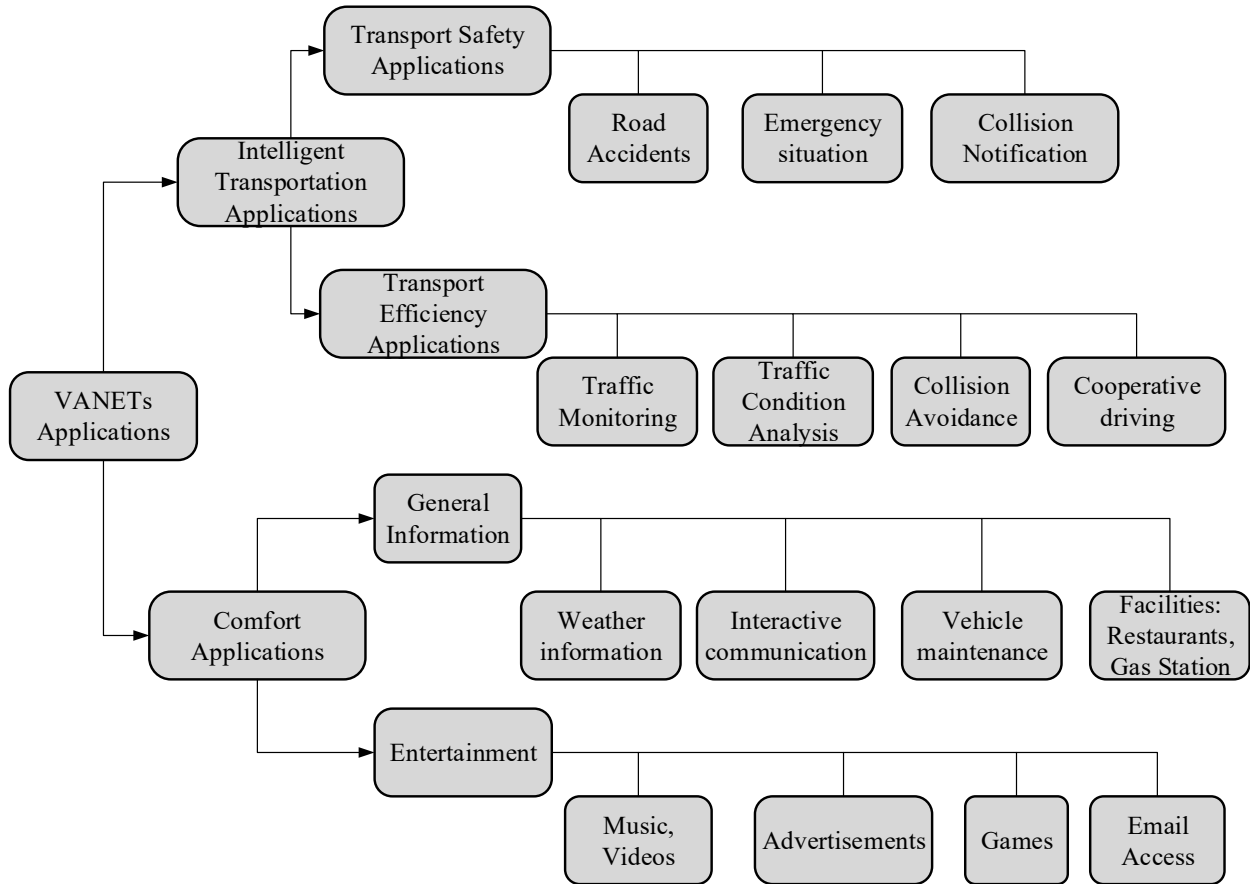 Transport Safety
Applications
Road
Accidents
Emergency
situation
Collision
Notification
Intelligent
Transportation
Applications
Transport
Efficiency
Applications
Traffic
Monitoring
Traffic
Condition
Analysis
Collision
Avoidance
Cooperative
driving
VANETs
Applications
General
Information
Weather
information
Interactive
communication
Vehicle
maintenance
Facilities:
Restaurants,
Gas Station
Comfort
Applications
Entertainment
Music,
Videos
Advertisements
Games
Email
Access